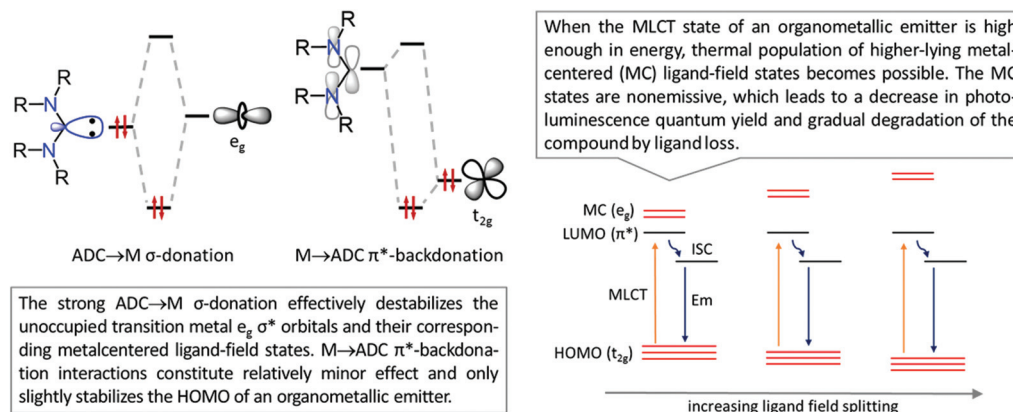 R
R-N
R-N
R
e_g
ADC→M σ-donation
R
R-N
R-N
R
t_2g
M→ADC π*-backdonation
The strong ADC→M σ-donation effectively destabilizes the
unoccupied transition metal e_g σ* orbitals and their correspon-
ding metalcentered ligand-field states. M→ADC π*-backdona-
tion interactions constitute relatively minor effect and only
slightly stabilizes the HOMO of an organometallic emitter.
When the MLCT state of an organometallic emitter is high
enough in energy, thermal population of higher-lying metal-
centered (MC) ligand-field states becomes possible. The MC
states are nonemissive, which leads to a decrease in photo-
luminescence quantum yield and gradual degradation of the
compound by ligand loss.
MC (e_g)
LUMO (π*)
ISC
MLCT
Em
HOMO (t_2g)
increasing ligand field splitting